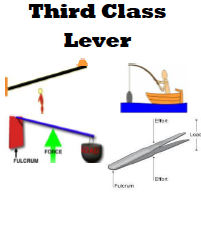 Third Class
Lever
Effort
Load
FORCE
FULCRUM
Effort
Fulcrum